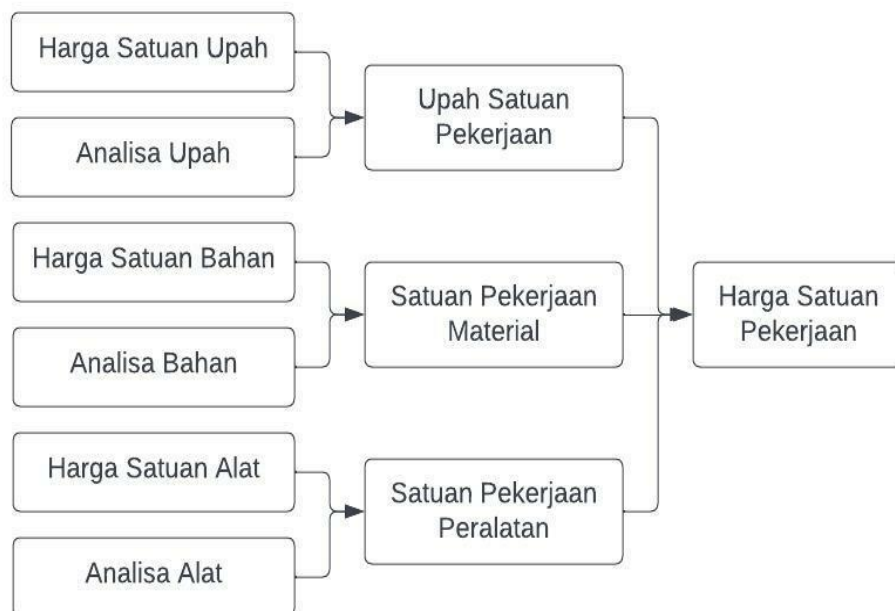 Harga Satuan Upah
Analisa Upah
Harga Satuan Bahan
Analisa Bahan
Harga Satuan Alat
Analisa Alat
Upah Satuan
Pekerjaan
Satuan Pekerjaan
Material
Satuan Pekerjaan
Peralatan
Harga Satuan
Pekerjaan